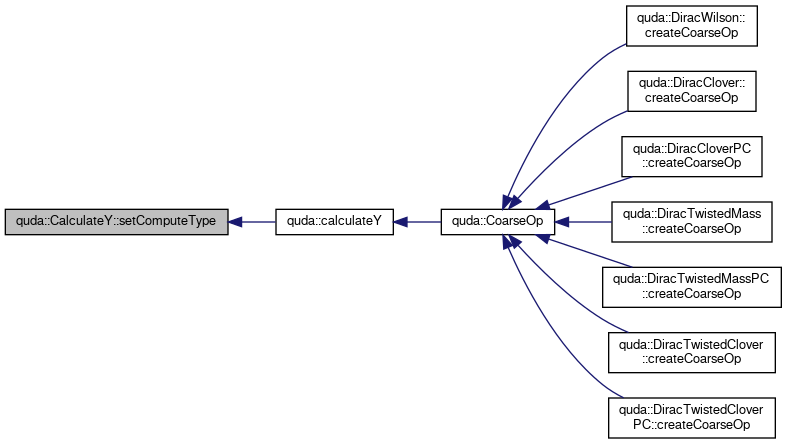 quda::CalculateY::setComputeType
quda::calculateY
quda::CoarseOp
quda::DiracWilson::
createCoarseOp
quda::DiracClover::
createCoarseOp
quda::DiracCloverPC
::createCoarseOp
quda::DiracTwistedMass
::createCoarseOp
quda::DiracTwistedMassPC
::createCoarseOp
quda::DiracTwistedClover
::createCoarseOp
quda::DiracTwistedClover
PC::createCoarseOp